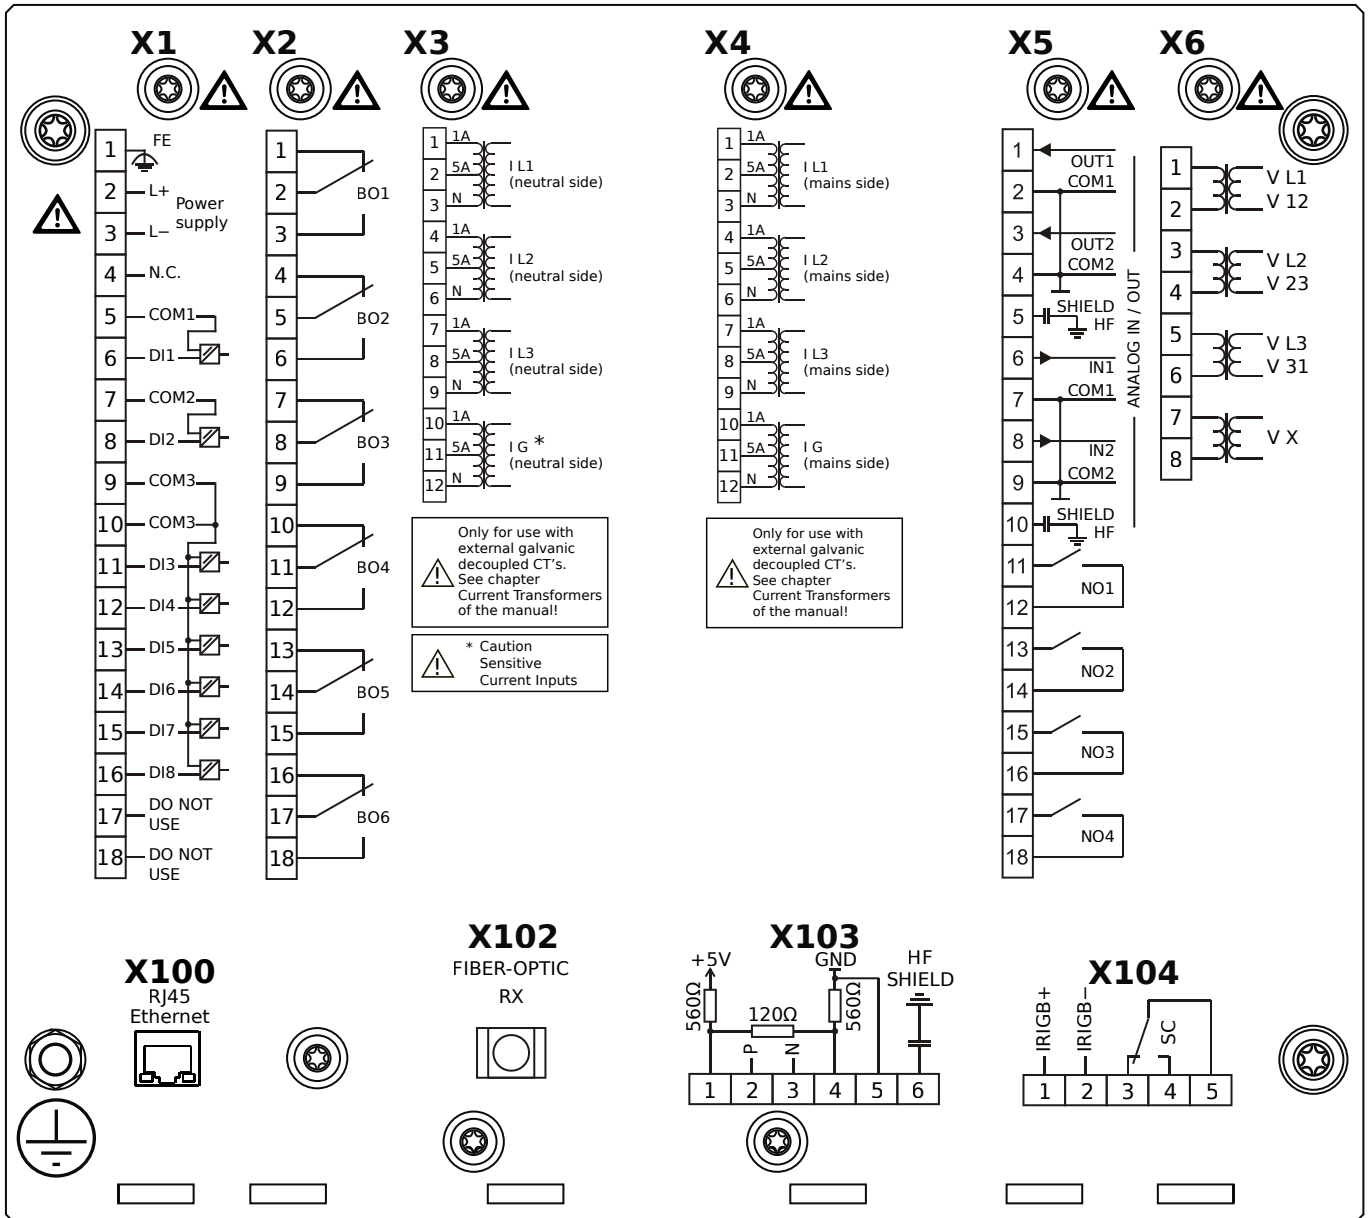 X1
1
FE
2
L+
Power
supply
3
L−
4
N.C.
5
COM1
6
DI1
7
COM2
8
DI2
9
COM3
10
COM3
11
DI3
12
DI4
13
DI5
14
DI6
15
DI7
16
DI8
17
DO NOT
USE
18
DO NOT
USE
X2
1
2
BO1
3
4
5
BO2
6
7
8
BO3
9
10
11
BO4
12
13
14
BO5
15
16
17
BO6
18
X3
1
1A
2
5A
I L1
(neutral side)
3
N
4
1A
5
5A
I L2
(neutral side)
6
N
7
1A
8
5A
I L3
(neutral side)
9
N
10
1A
11
5A
I G *
(neutral side)
12
N
Only for use with
external galvanic
decoupled CT's.
See chapter
Current Transformers
of the manual!
* Caution
Sensitive
Current Inputs
X4
1
1A
2
5A
I L1
(mains side)
3
N
4
1A
5
5A
I L2
(mains side)
6
N
7
1A
8
5A
I L3
(mains side)
9
N
10
1A
11
5A
I G
(mains side)
12
N
Only for use with
external galvanic
decoupled CT's.
See chapter
Current Transformers
of the manual!
X5
1
OUT1
2
COM1
3
OUT2
4
COM2
5
SHIELD
HF
6
IN1
7
COM1
8
IN2
9
COM2
10
SHIELD
HF
ANALOG IN / OUT
11
NO1
12
13
NO2
14
15
NO3
16
17
NO4
18
X6
1
V L1
2
V 12
3
V L2
4
V 23
5
V L3
6
V 31
7
V X
8
X100
RJ45
Ethernet
X102
FIBER-OPTIC
RX
X103
+5V
GND
HF
SHIELD
560Ω
120Ω
560Ω
P
N
1 2 3 4 5 6
X104
IRIGB+
IRIGB−
SC
1 2 3 4 5